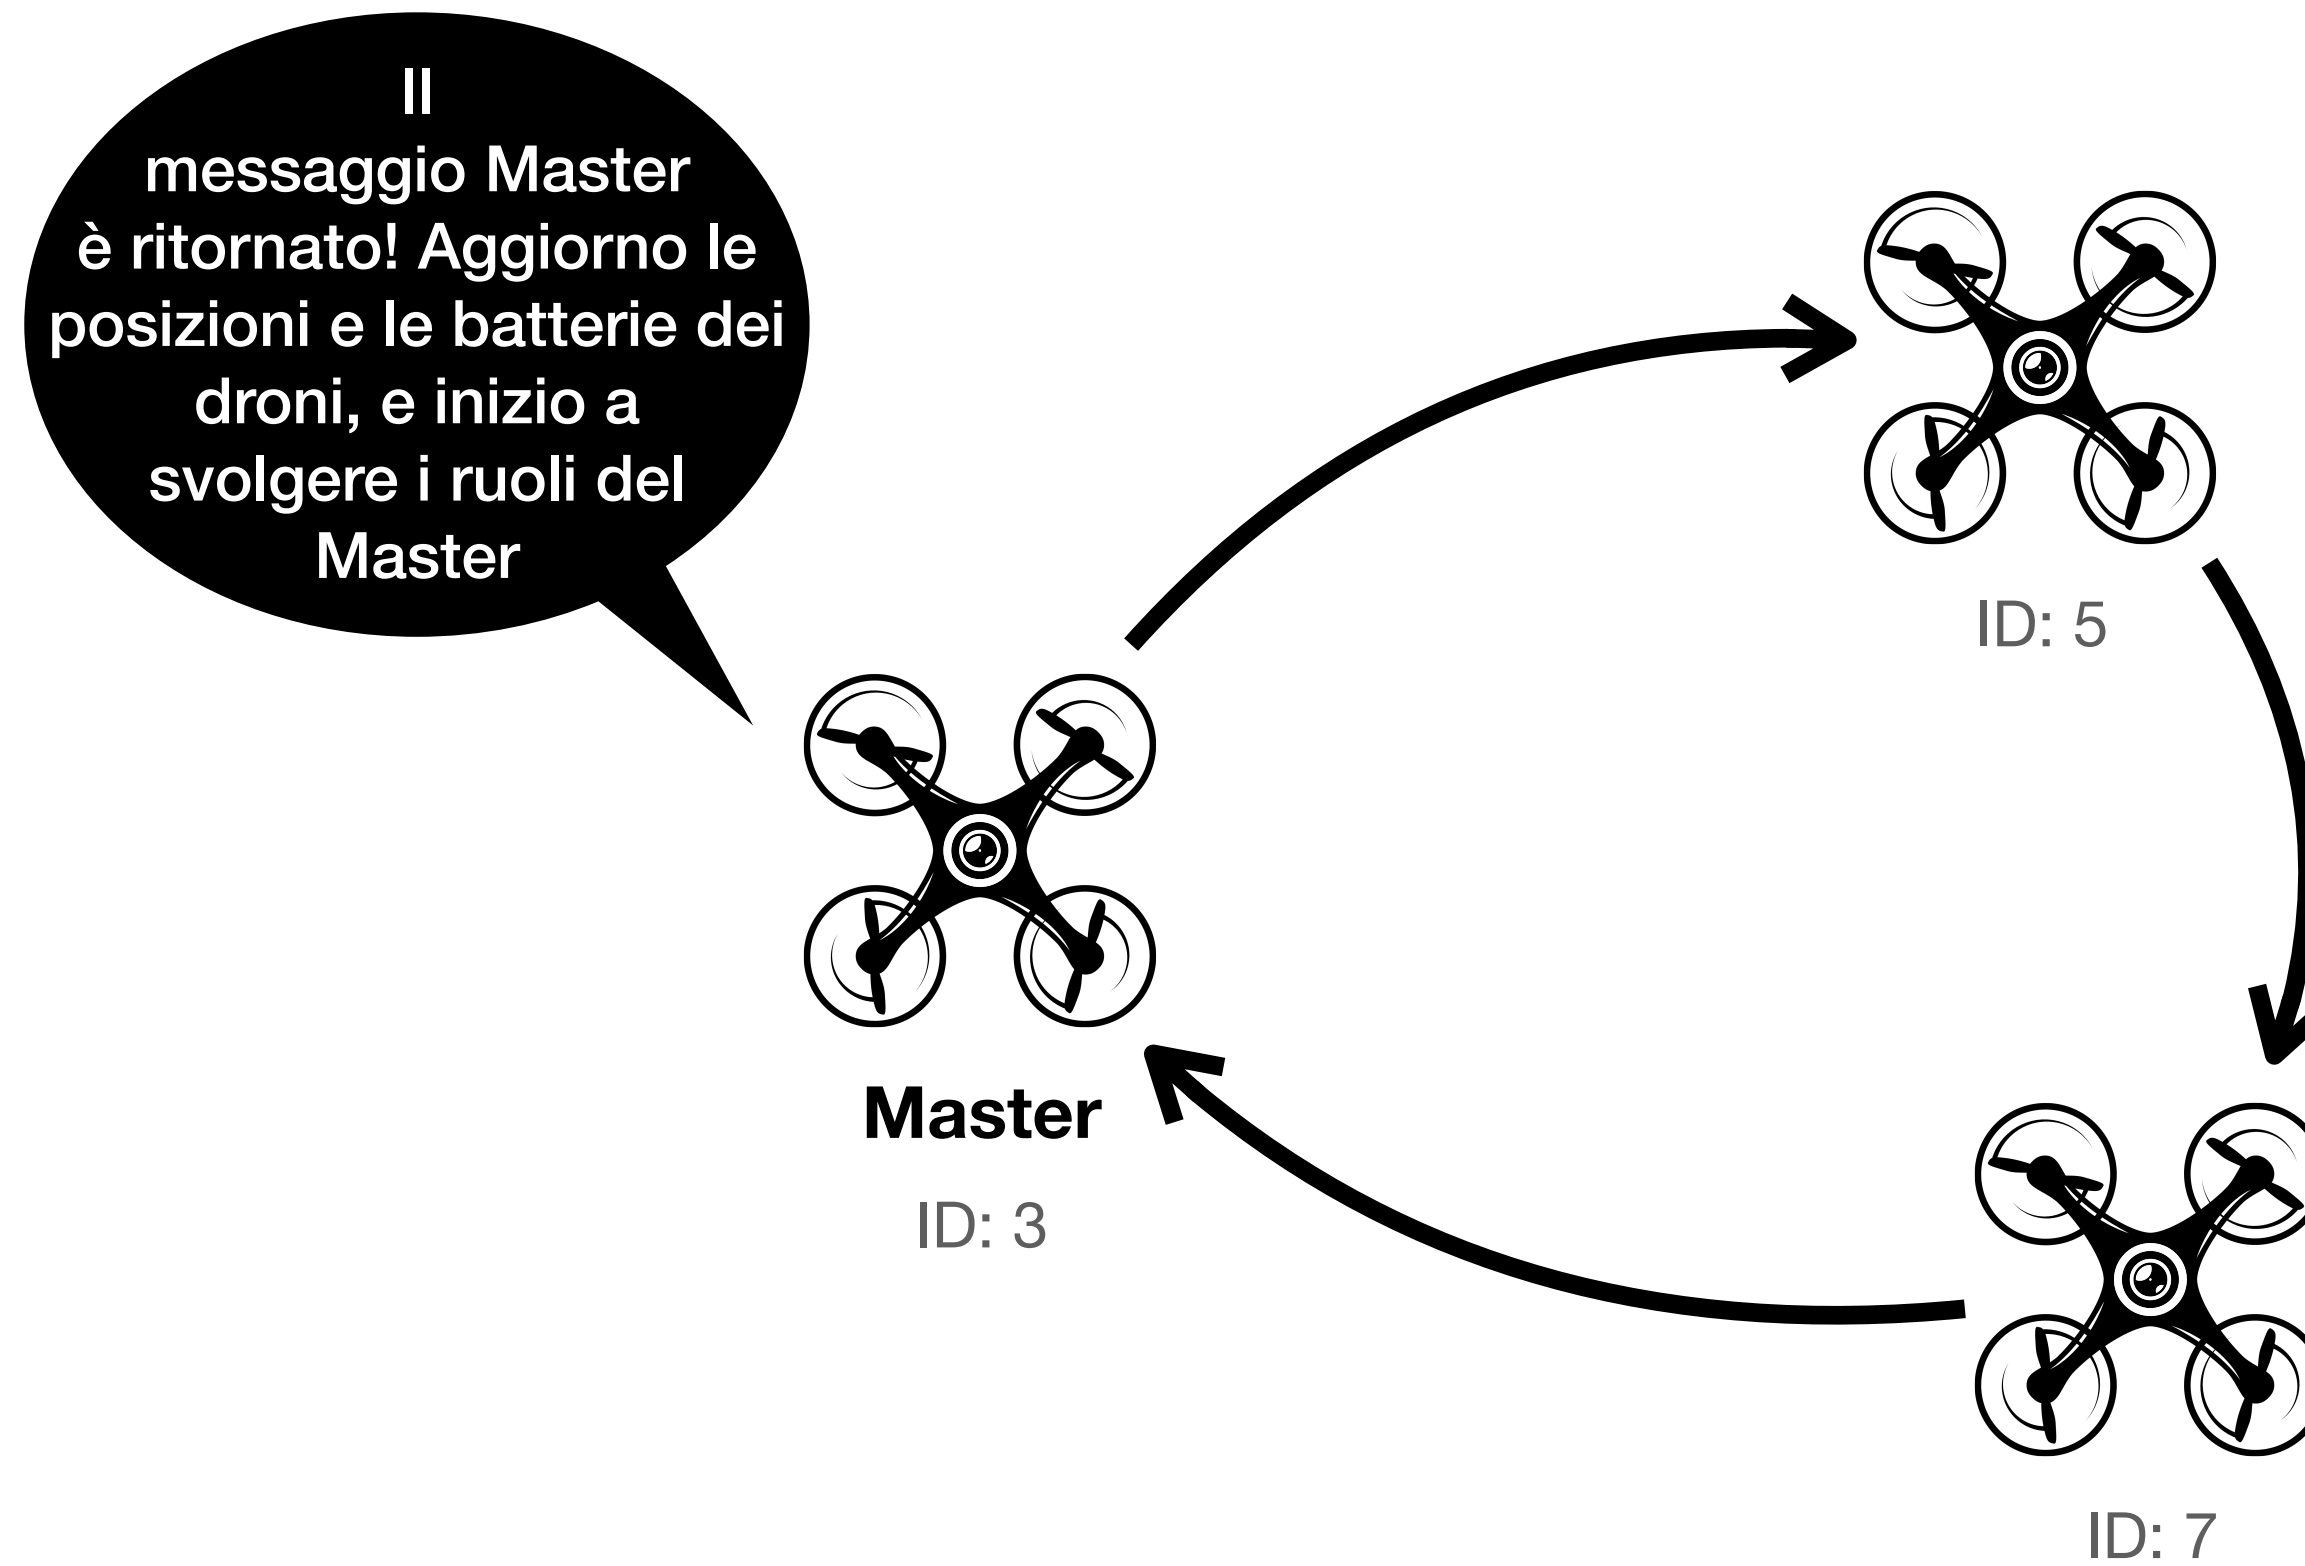 Il
messaggio Master
è ritornato! Aggiorno le
posizioni e le batterie dei
droni, e inizio a
svolgere i ruoli del
Master
ID: 5
Master
ID: 3
ID: 7